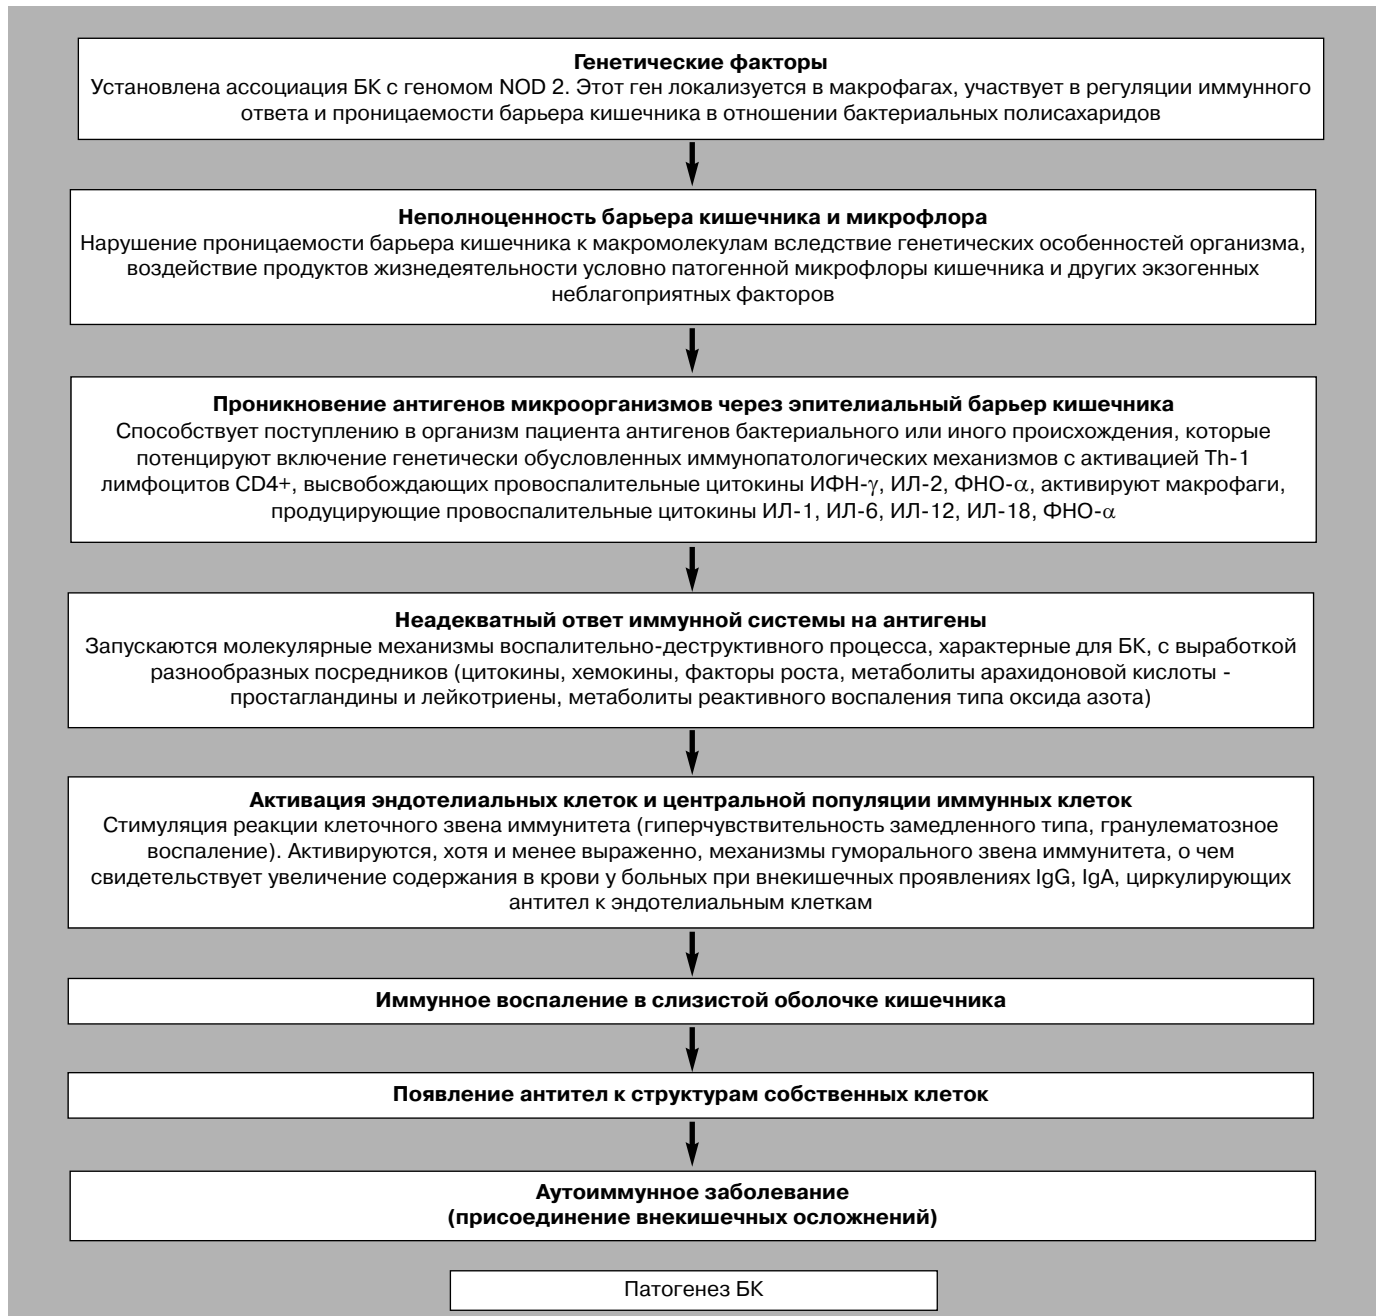 Генетические факторы
Установлена ассоциация БК с геномом NOD 2. Этот ген локализуется в макрофагах, участвует в регуляции иммунного
ответа и проницаемости барьера кишечника в отношении бактериальных полисахаридов
Неполноценность барьера кишечника и микрофлора
Нарушение проницаемости барьера кишечника к макромолекулам вследствие генетических особенностей организма,
воздействие продуктов жизнедеятельности условно патогенной микрофлоры кишечника и других экзогенных
неблагоприятных факторов
Проникновение антигенов микроорганизмов через эпителиальный барьер кишечника
Способствует поступлению в организм пациента антигенов бактериального или иного происхождения, которые
потенцируют включение генетически обусловленных иммунопатологических механизмов с активацией Th-1
лимфоцитов CD4+, высвобождающих провоспалительные цитокины ИФН-γ, ИЛ-2, ФНО-α, активируют макрофаги,
продуцирующие провоспалительные цитокины ИЛ-1, ИЛ-6, ИЛ-12, ИЛ-18, ФНО-α
Неадекватный ответ иммунной системы на антигены
Запускаются молекулярные механизмы воспалительно-деструктивного процесса, характерные для БК, с выработкой
разнообразных посредников (цитокины, хемокины, факторы роста, метаболиты арахидоновой кислоты -
простагландины и лейкотриены, метаболиты реактивного воспаления типа оксида азота)
Активация эндотелиальных клеток и центральной популяции иммунных клеток
Стимуляция реакции клеточного звена иммунитета (гиперчувствительность замедленного типа, гранулематозное
воспаление). Активируются, хотя и менее выраженно, механизмы гуморального звена иммунитета, о чем
свидетельствует увеличение содержания в крови у больных при внекишечных проявлениях IgG, IgA, циркулирующих
антител к эндотелиальным клеткам
Иммунное воспаление в слизистой оболочке кишечника
Появление антител к структурам собственных клеток
Аутоиммунное заболевание
(присоединение внекишечных осложнений)
Патогенез БК